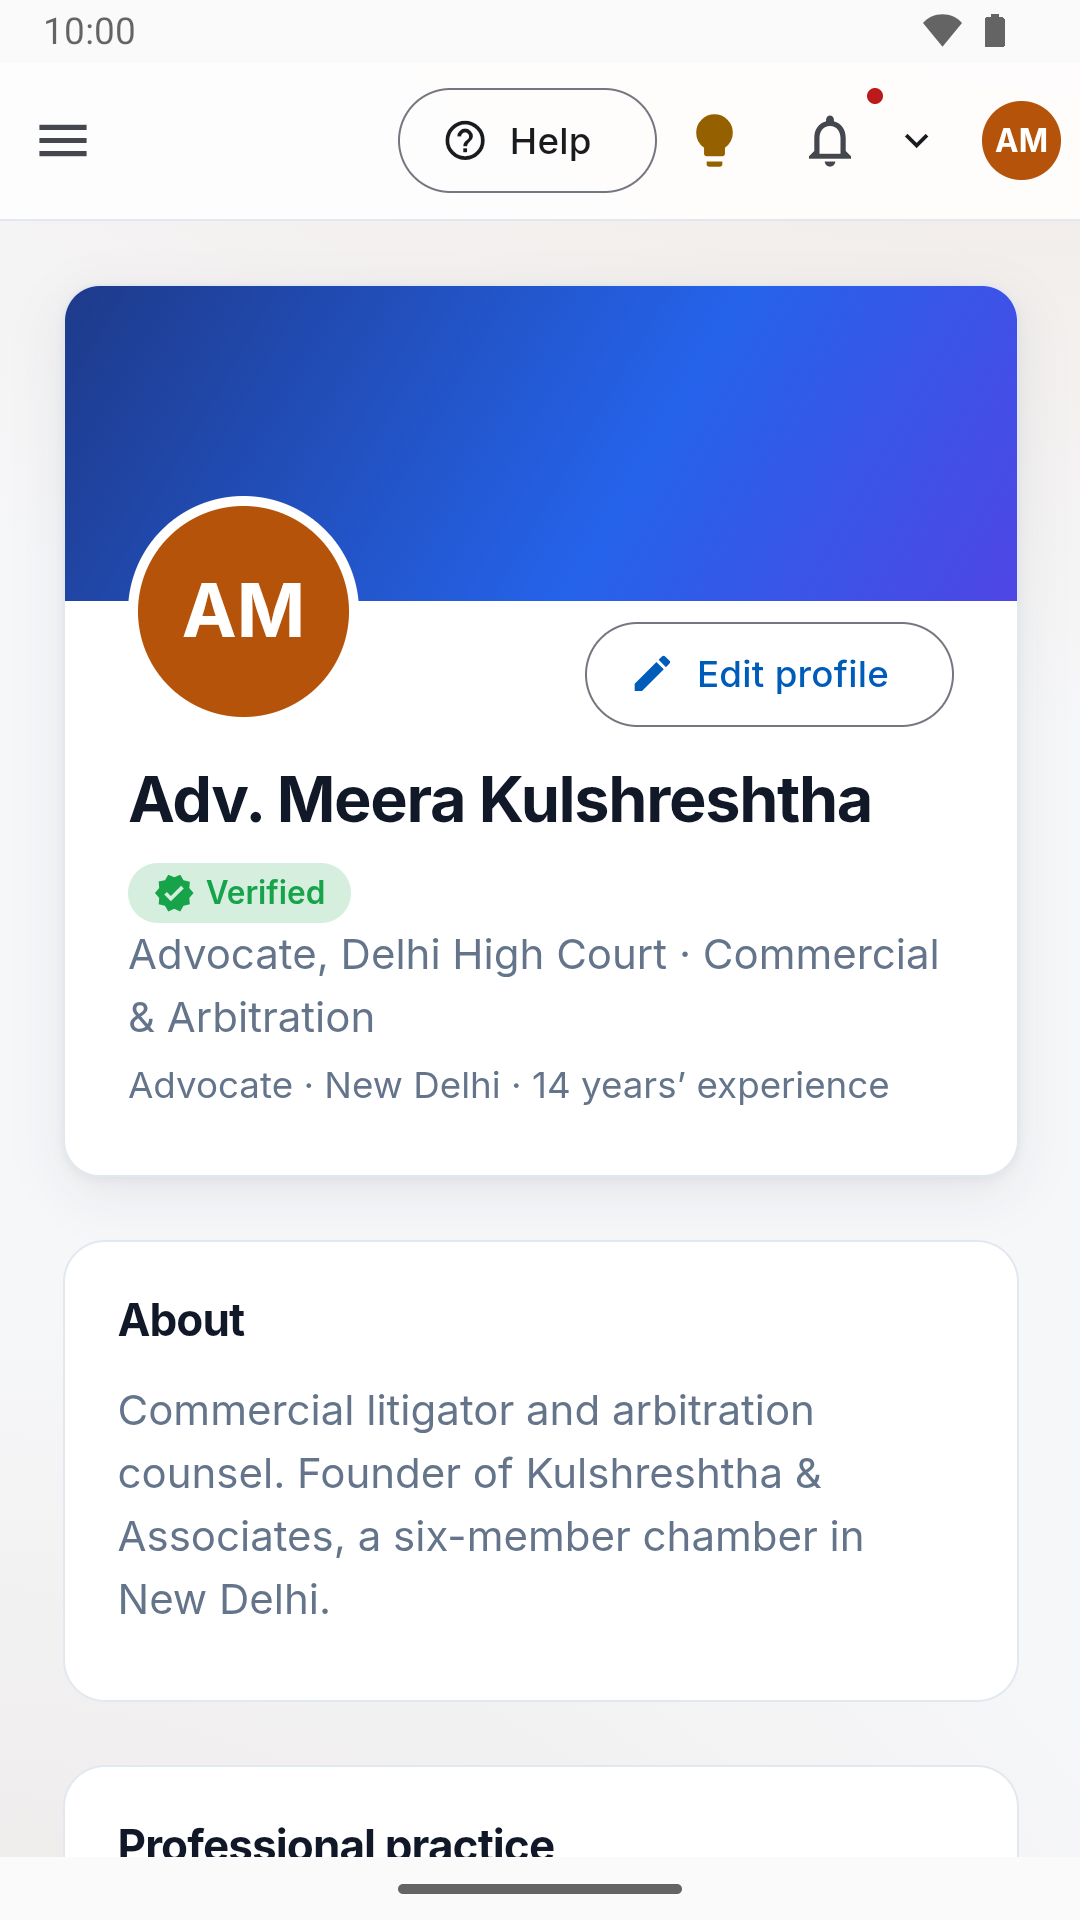 10:00
Help
AM
AM
Edit profile
Adv. Meera Kulshreshtha
Verified
Advocate, Delhi High Court · Commercial
& Arbitration
Advocate · New Delhi · 14 years’ experience
About
Commercial litigator and arbitration
counsel. Founder of Kulshreshtha &
Associates, a six-member chamber in
New Delhi.
Professional practice